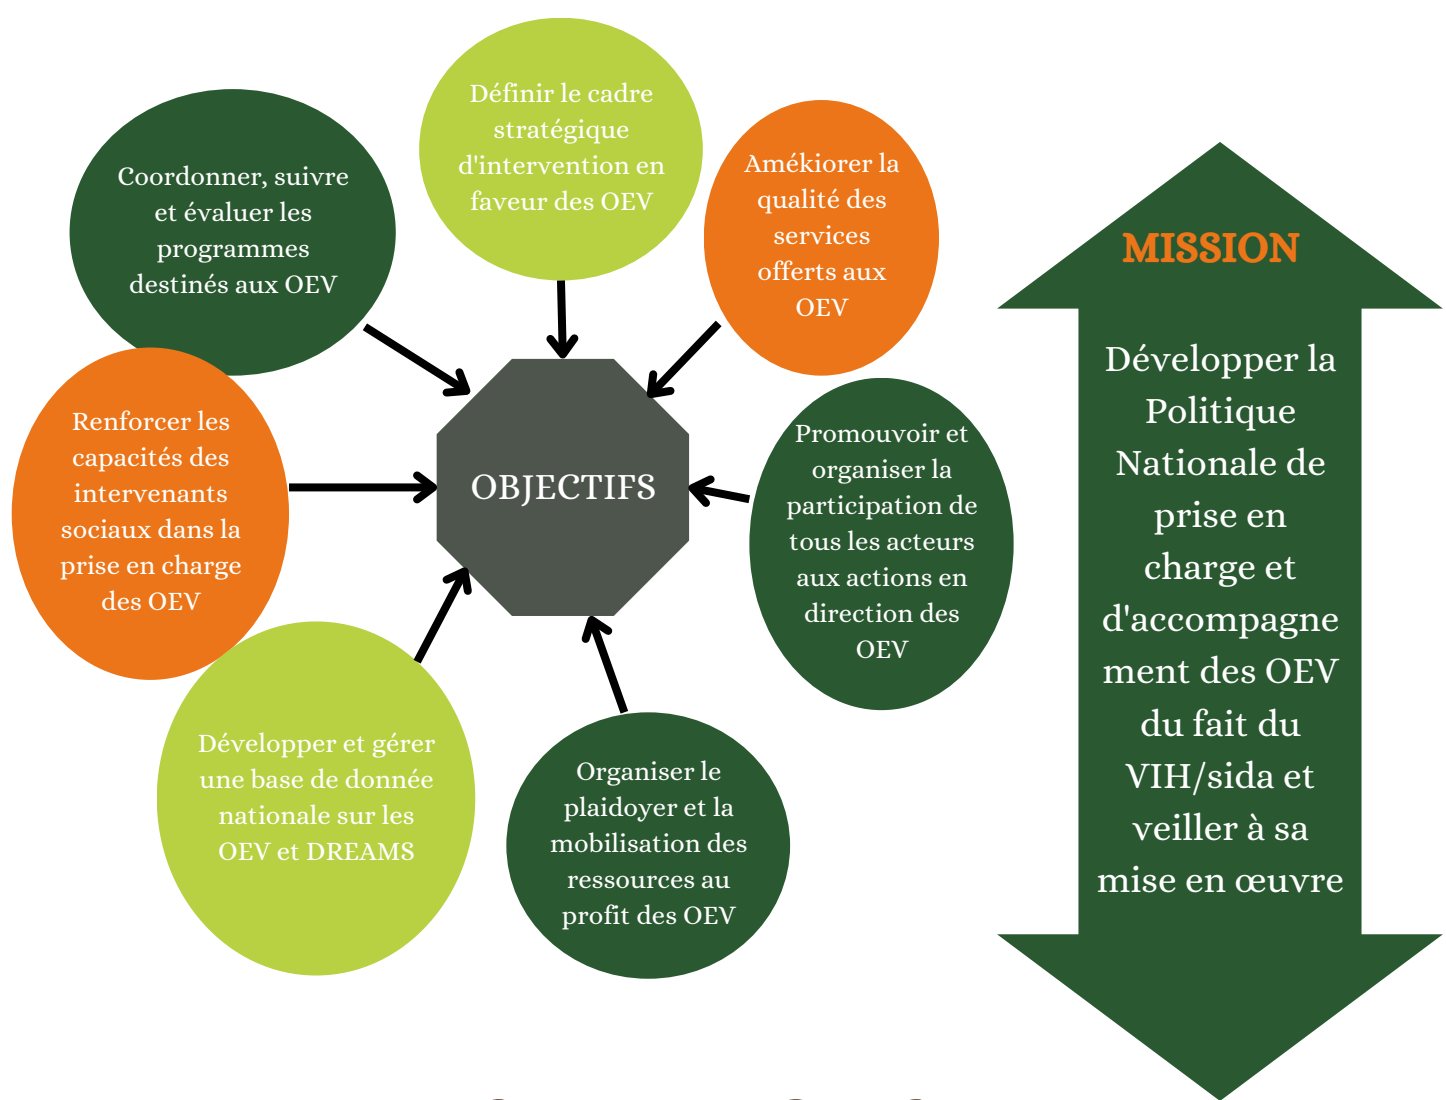 Définir le cadre
stratégique
d'intervention en
faveur des OEV
Amékiorer la
qualité des
services
offerts aux
OEV
Coordonner, suivre
et évaluer les
programmes
destinés aux OEV
Promouvoir et
organiser la
participation de
tous les acteurs
aux actions en
direction des
OEV
Renforcer les
capacités des
intervenants
sociaux dans la
prise en charge
des OEV
OBJECTIFS
Développer et gérer
une base de donnée
nationale sur les
OEV et DREAMS
Organiser le
plaidoyer et la
mobilisation des
ressources au
profit des OEV
MISSION
Développer la
Politique
Nationale de
prise en
charge et
d'accompagne
ment des OEV
du fait du
VIH/sida et
veiller à sa
mise en œuvre